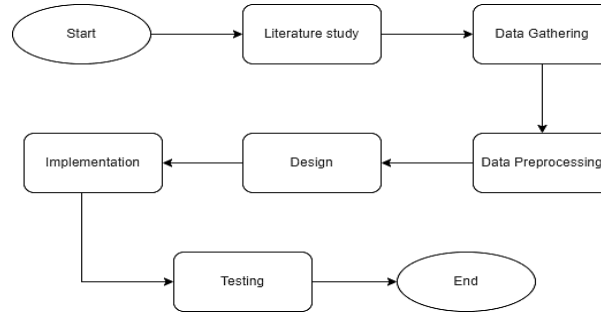 Start
Literature study
Data Gathering
Data Preprocessing
Design
Implementation
Testing
End